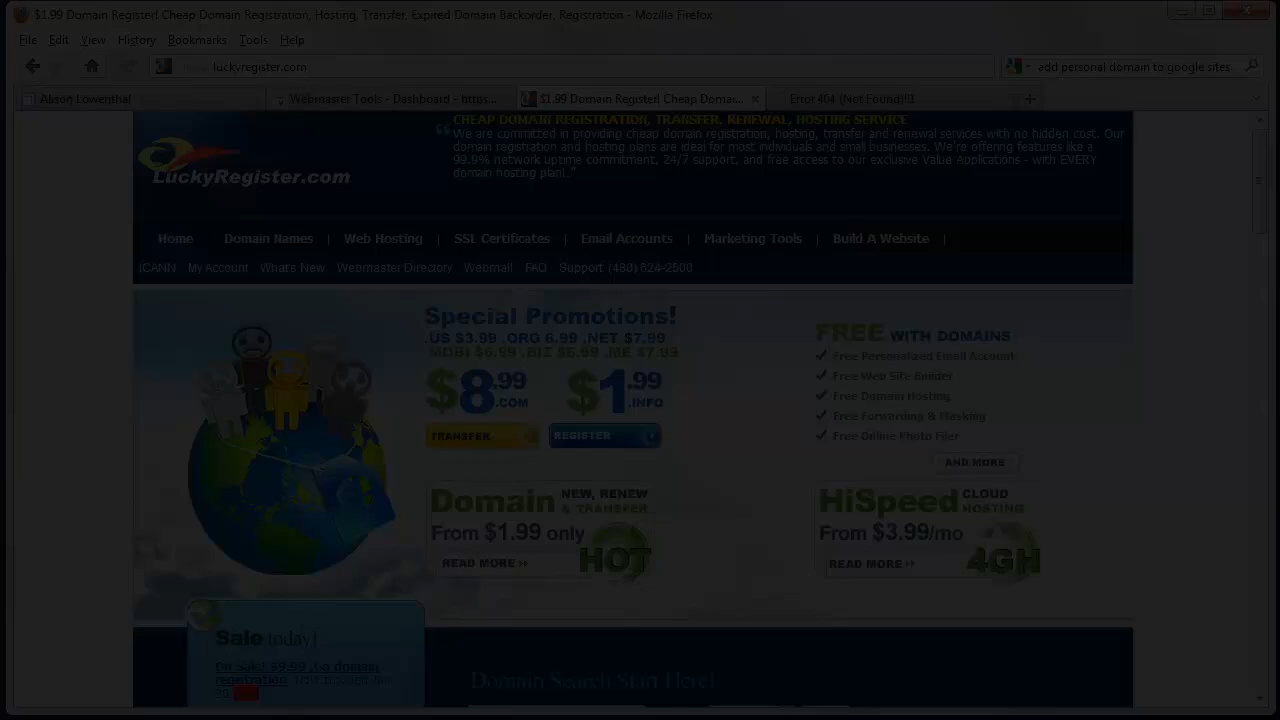 $1.99 Domain Register! Cheap Domain Registration, Hosting, Transfer, Expired Domain Backorder, Registration - Mozilla Firefox
File Edit View History Bookmarks Tools Help
luckyregister.com
add personal domain to google sites
Alison Lowenthal
Webmaster Tools - Dashboard - https...
$1.99 Domain Register! Cheap Domai...
Error 404 (Not Found)!!1
CHEAP DOMAIN REGISTRATION, TRANSFER, RENEWAL, HOSTING SERVICE
We are committed in providing cheap domain registration, hosting, transfer and renewal services with no hidden cost. Our
domain registration and hosting plans are ideal for most individuals and small businesses. We're offering features like a
99.9% network uptime commitment, 24/7 support, and free access to our exclusive Value Applications - with EVERY
domain hosting plan!."
LuckyRegister.com
Home | Domain Names | Web Hosting | SSL Certificates | Email Accounts | Marketing Tools | Build A Website |
ICANN My Account What's New Webmaster Directory Webmail FAQ Support (480) 624-2500
Special Promotions!
.US $3.99 .ORG 6.99 .NET $7.99
.MOBI $6.99 .BIZ $5.99 .ME $7.99
$8.99 .COM
$1.99 .INFO
TRANSFER
REGISTER
FREE WITH DOMAINS
Free Personalized Email Account
Free Web Site Builder
Free Domain Hosting
Free Forwarding & Masking
Free Online Photo Filer
AND MORE
Domain NEW, RENEW & TRANSFER
From $1.99 only
READ MORE >>
HOT
HiSpeed CLOUD HOSTING
From $3.99/mo
READ MORE >>
4GH
Sale today!
On Sale! $9.99 .Co domain
registration.
Domain Search Start Here!